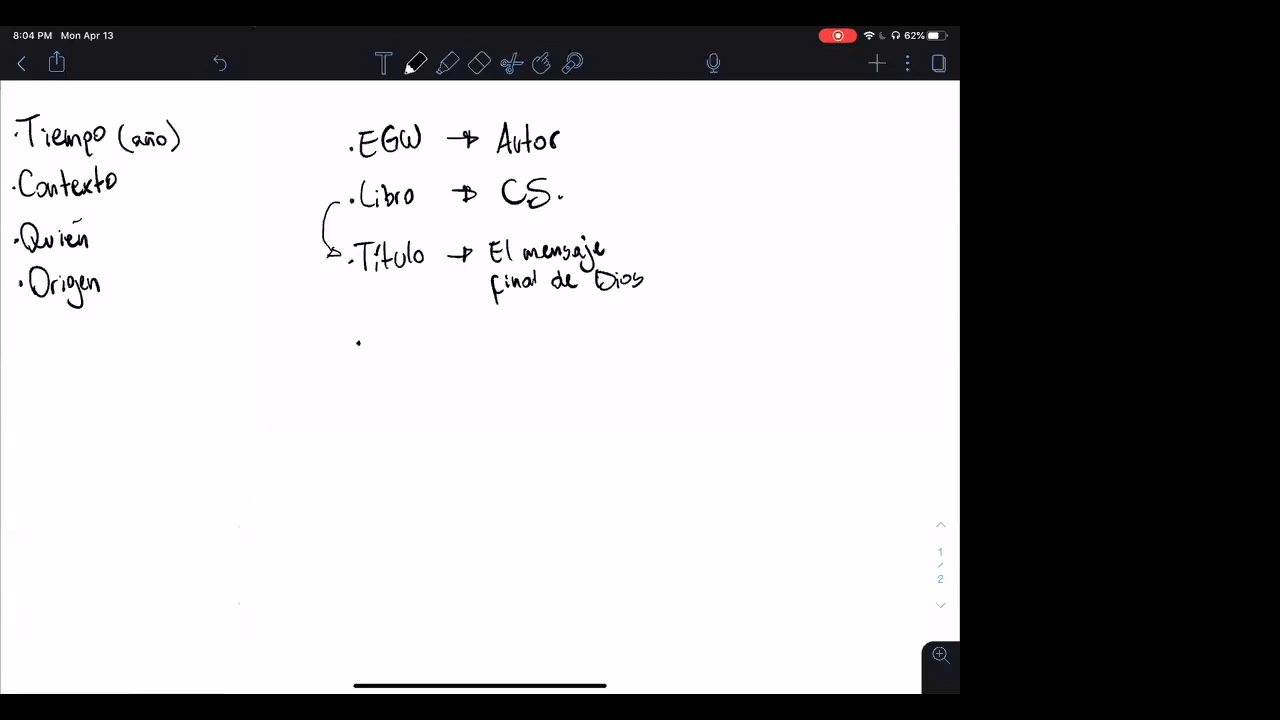 8:04 PM Mon Apr 13
62%
T
· Tiempo (año)
· Contexto
· Quién
· Origen
· EGW → Autor
· Libro → CS.
· Título → El mensaje
final de Dios
·
1
/
2